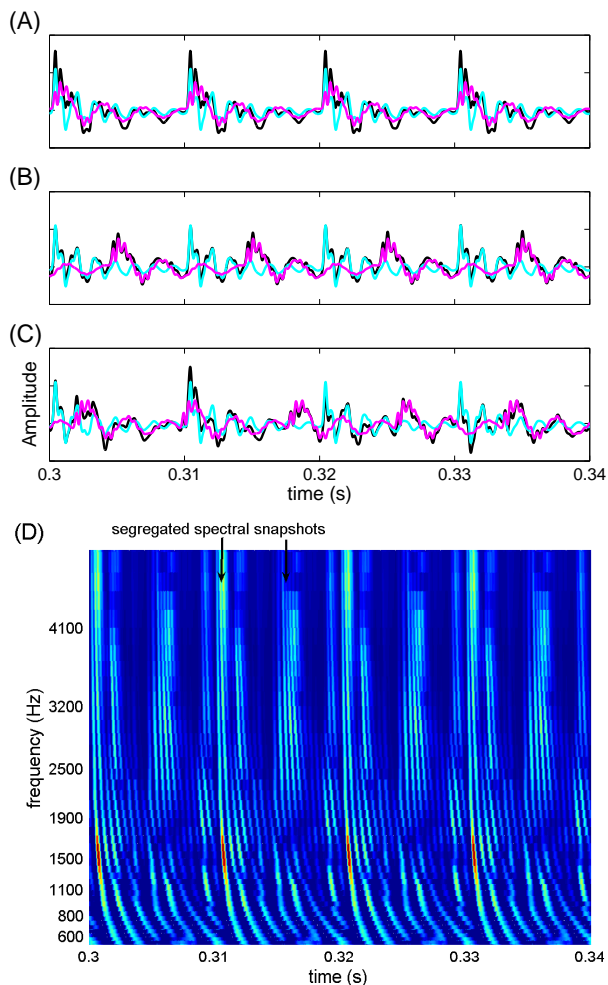 (A)
(B)
(C)
Amplitude
0.3 0.31 0.32 0.33 0.34
time (s)
(D)
segregated spectral snapshots
frequency (Hz)
4100
3200
2500
1900
1500
1100
800
600
0.3 0.31 0.32 0.33 0.34
time (s)